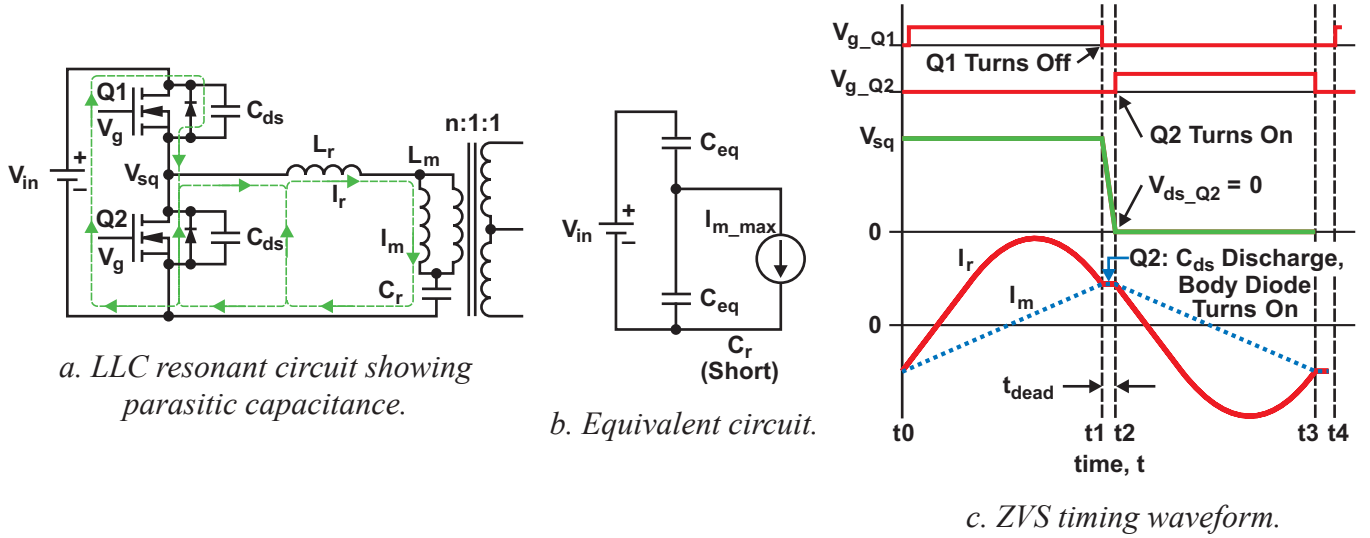 Q1
V_g
C_ds
V_in
+
−
V_sq
L_r
I_r
L_m
n:1:1
Q2
V_g
C_ds
I_m
C_r
a. LLC resonant circuit showing
parasitic capacitance.
V_in
+
−
C_eq
I_m_max
C_eq
C_r
(Short)
b. Equivalent circuit.
V_g_Q1
Q1 Turns Off
V_g_Q2
Q2 Turns On
V_sq
V_ds_Q2 = 0
0
I_r
Q2: C_ds Discharge,
Body Diode
Turns On
I_m
0
t_dead
t0
t1
t2
t3
t4
time, t
c. ZVS timing waveform.